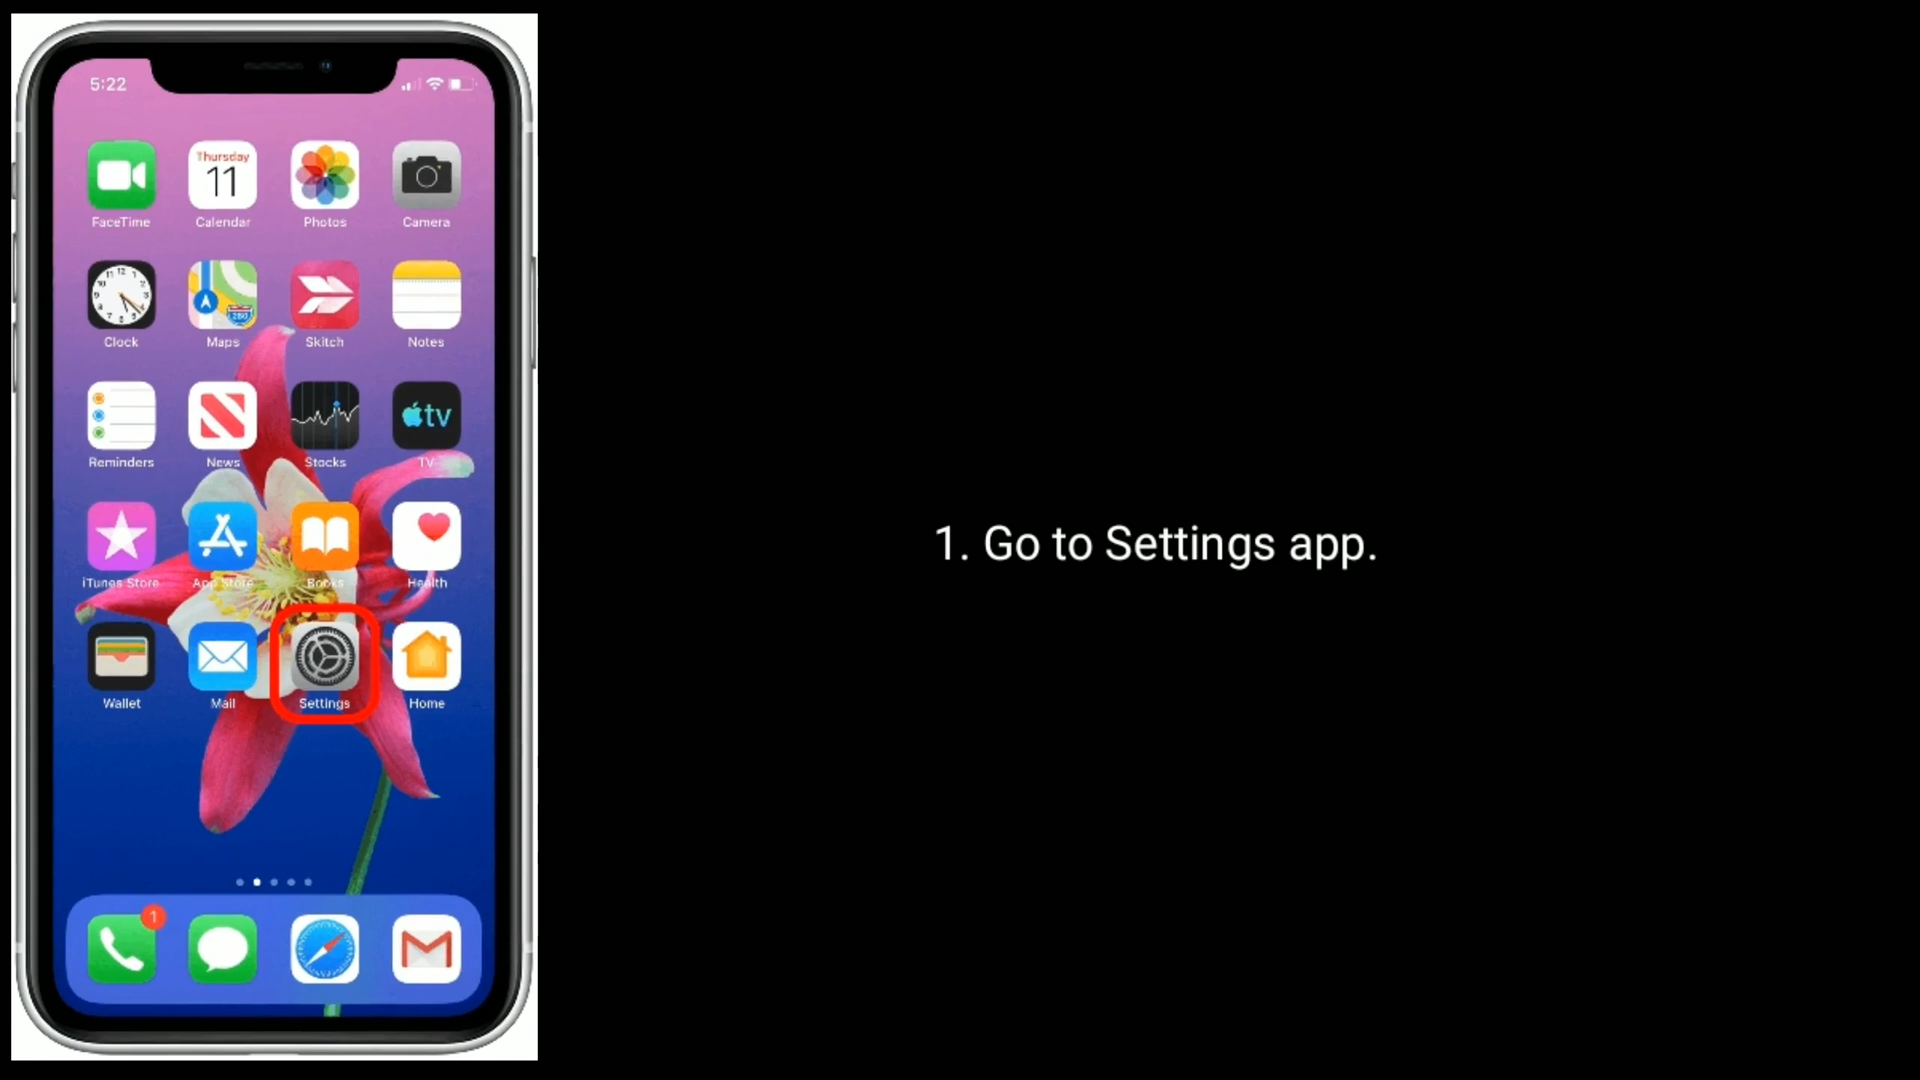 5:22
Thursday
11
FaceTime Calendar Photos Camera
Clock Maps Skitch Notes
tv
Reminders News Stocks TV
iTunes Store App Store Books Health
Wallet Mail Settings Home
1
1. Go to Settings app.